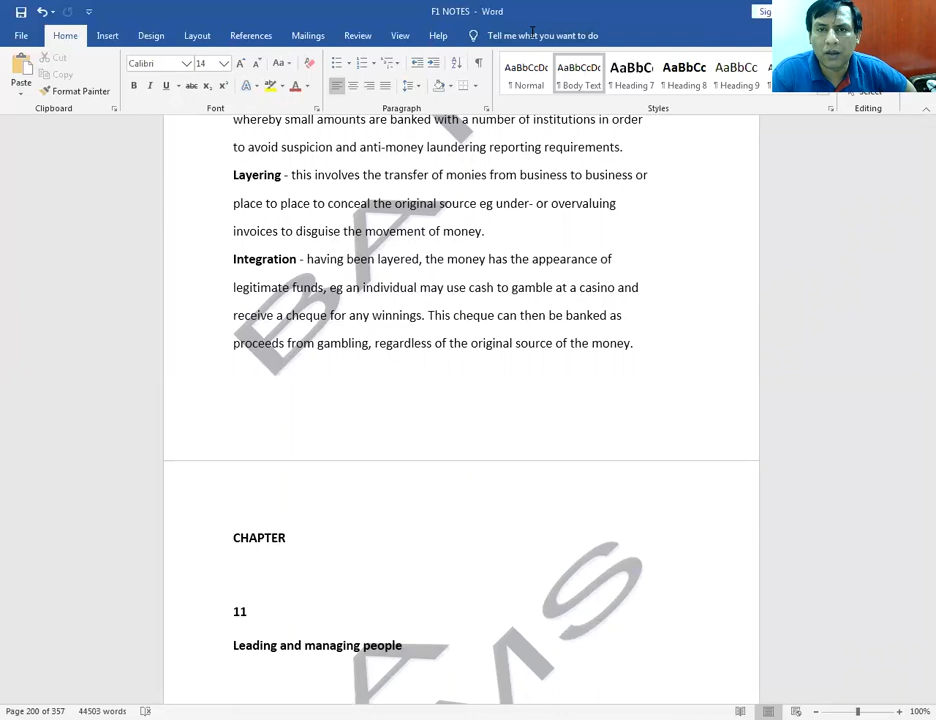 F1 NOTES - Word
File Home Insert Design Layout References Mailings Review View Help Tell me what you want to do
Paste
Cut
Copy
Format Painter
Calibri 14
AaBbCcDc AaBbCcDc AaBbC AaBbCc AaBbCc
¶ Normal ¶ Body Text ¶ Heading 7 ¶ Heading 8 ¶ Heading 9
Clipboard Font Paragraph Styles Editing
whereby small amounts are banked with a number of institutions in order
to avoid suspicion and anti-money laundering reporting requirements.
Layering - this involves the transfer of monies from business to business or
place to place to conceal the original source eg under- or overvaluing
invoices to disguise the movement of money.
Integration - having been layered, the money has the appearance of
legitimate funds, eg an individual may use cash to gamble at a casino and
receive a cheque for any winnings. This cheque can then be banked as
proceeds from gambling, regardless of the original source of the money.
CHAPTER
11
Leading and managing people
Page 200 of 357 44503 words 100%